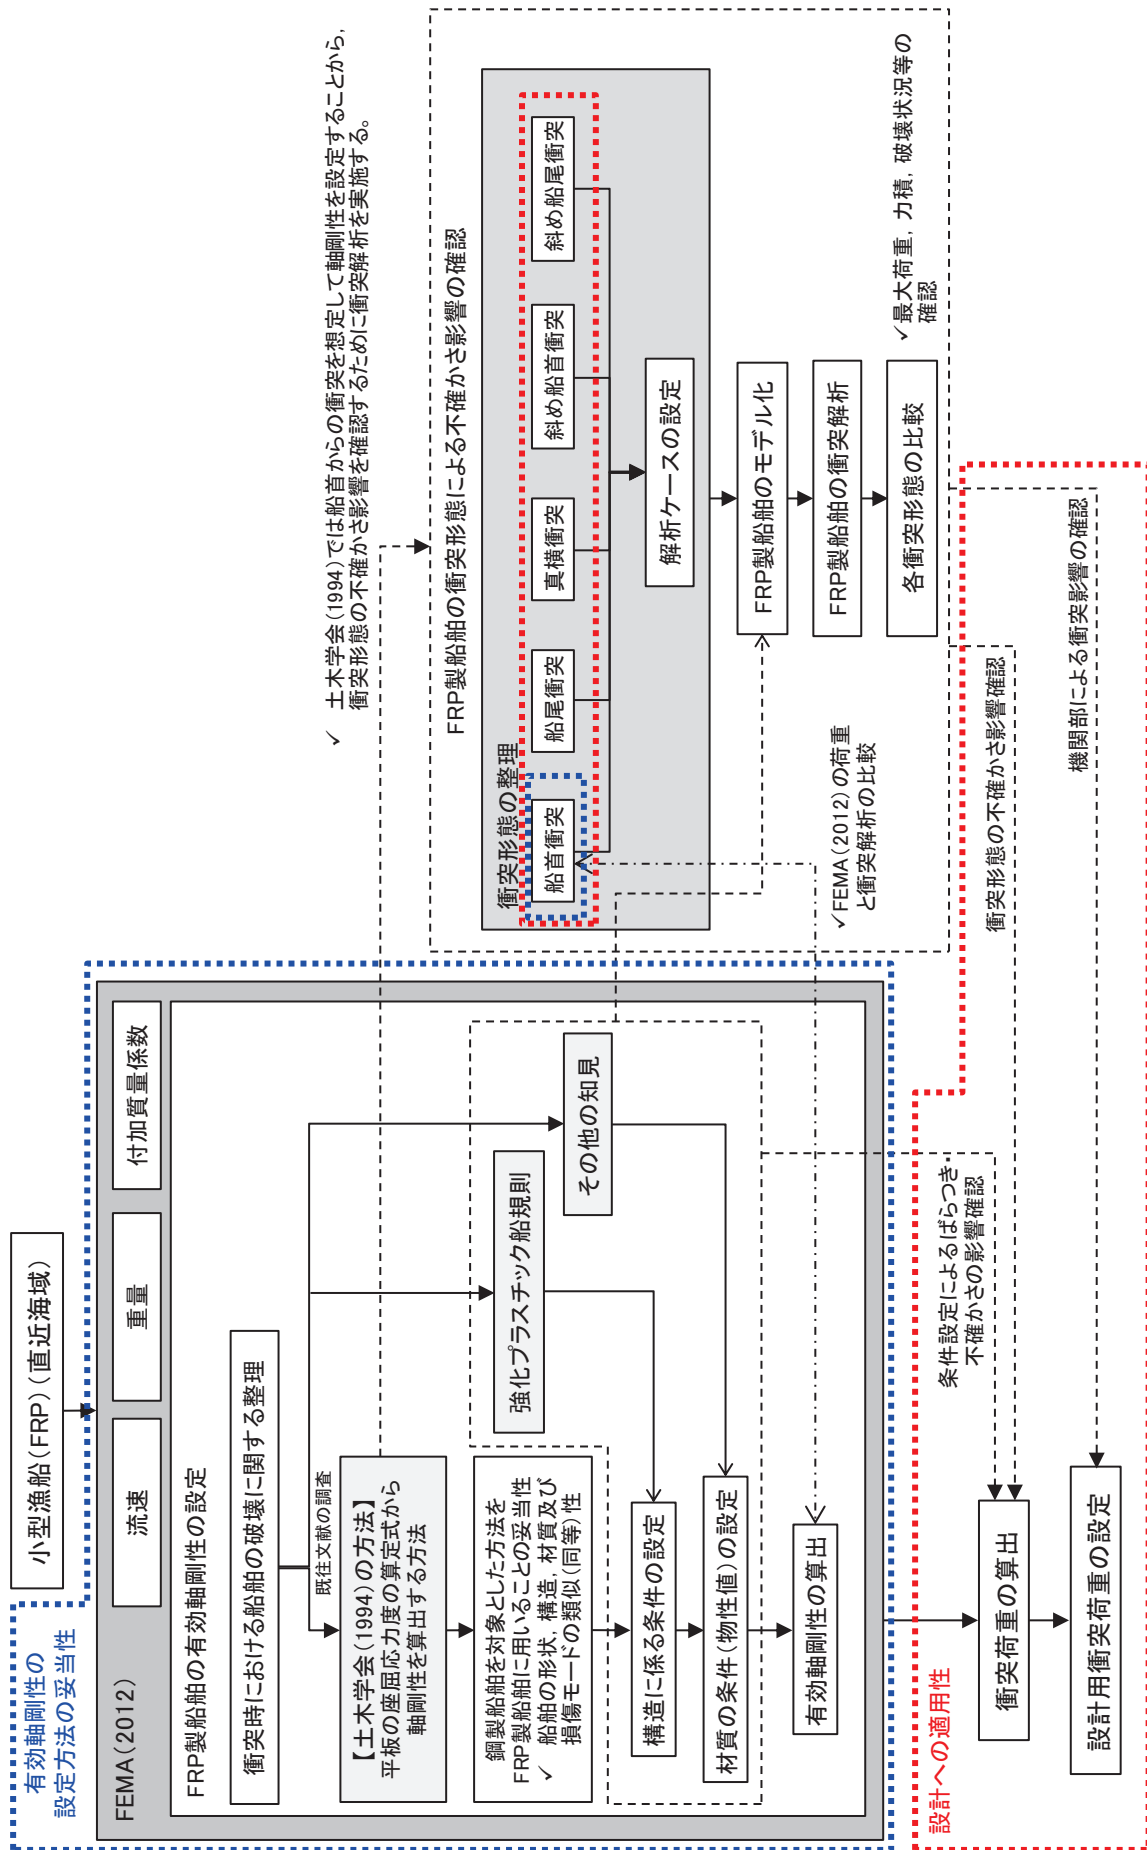 小型漁船(FRP)(直近海域)
有効軸剛性の
設定方法の妥当性
FEMA(2012)
流速
重量
付加質量係数
FRP製船舶の有効軸剛性の設定
衝突時における船舶の破壊に関する整理
既往文献の調査
【土木学会(1994)の方法】
平板の座屈応力度の算定式から
軸剛性を算出する方法
強化プラスチック船規則
その他の知見
鋼製船舶を対象とした方法を
FRP製船舶に用いることの妥当性
✓ 船舶の形状, 構造, 材質及び
損傷モードの類似(同等)性
構造に係る条件の設定
材質の条件(物性値)の設定
有効軸剛性の算出
✓ 土木学会(1994)では船首からの衝突を想定して軸剛性を設定することから,
衝突形態の不確かさ影響を確認するために衝突解析を実施する。
FRP製船舶の衝突形態による不確かさ影響の確認
衝突形態の整理
船首衝突
船尾衝突
真横衝突
斜め船首衝突
斜め船尾衝突
解析ケースの設定
FRP製船舶のモデル化
FRP製船舶の衝突解析
各衝突形態の比較
✓FEMA(2012)の荷重
と衝突解析の比較
✓最大荷重, 力積, 破壊状況等の
確認
設計への適用性
条件設定によるばらつき・
不確かさの影響確認
衝突形態の不確かさ影響確認
機関部による衝突影響の確認
衝突荷重の算出
設計用衝突荷重の設定